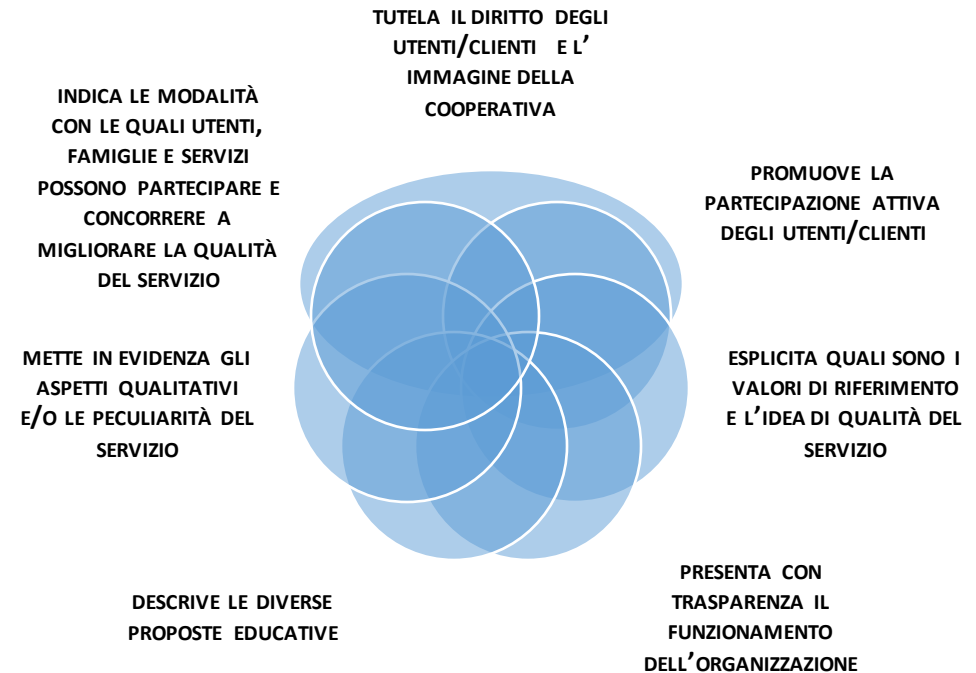 TUTELA IL DIRITTO DEGLI
UTENTI/CLIENTI E L'
IMMAGINE DELLA
COOPERATIVA
PROMUOVE LA
PARTECIPAZIONE ATTIVA
DEGLI UTENTI/CLIENTI
ESPLICITA QUALI SONO I
VALORI DI RIFERIMENTO
E L'IDEA DI QUALITÀ DEL
SERVIZIO
PRESENTA CON
TRASPARENZA IL
FUNZIONAMENTO
DELL'ORGANIZZAZIONE
DESCRIVE LE DIVERSE
PROPOSTE EDUCATIVE
METTE IN EVIDENZA GLI
ASPETTI QUALITATIVI
E/O LE PECULIARITÀ DEL
SERVIZIO
INDICA LE MODALITÀ
CON LE QUALI UTENTI,
FAMIGLIE E SERVIZI
POSSONO PARTECIPARE E
CONCORRERE A
MIGLIORARE LA QUALITÀ
DEL SERVIZIO